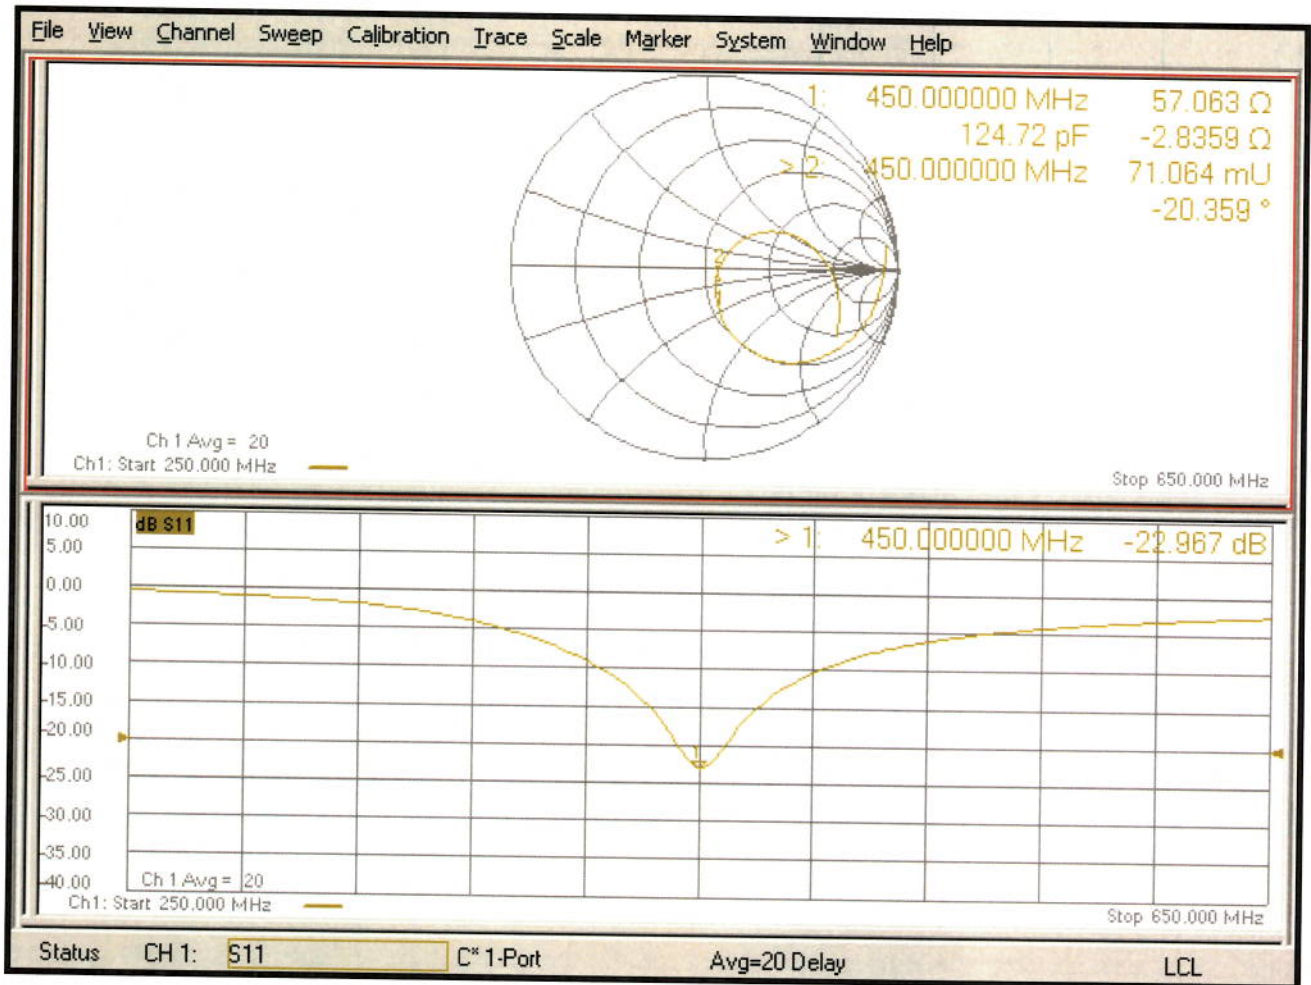 File View Channel Sweep Calibration Trace Scale Marker System Window Help
1: 450.000000 MHz 57.063 Ω
124.72 pF -2.8359 Ω
> 2: 450.000000 MHz 71.064 mU
-20.359 °
2
1
Ch 1 Avg = 20
Ch1: Start 250.000 MHz
Stop 650.000 MHz
dB S11
> 1: 450.000000 MHz -22.967 dB
10.00
5.00
0.00
-5.00
-10.00
-15.00
-20.00
-25.00
-30.00
-35.00
-40.00
1
Ch 1 Avg = 20
Ch1: Start 250.000 MHz
Stop 650.000 MHz
Status CH 1: S11 C* 1-Port Avg=20 Delay LCL